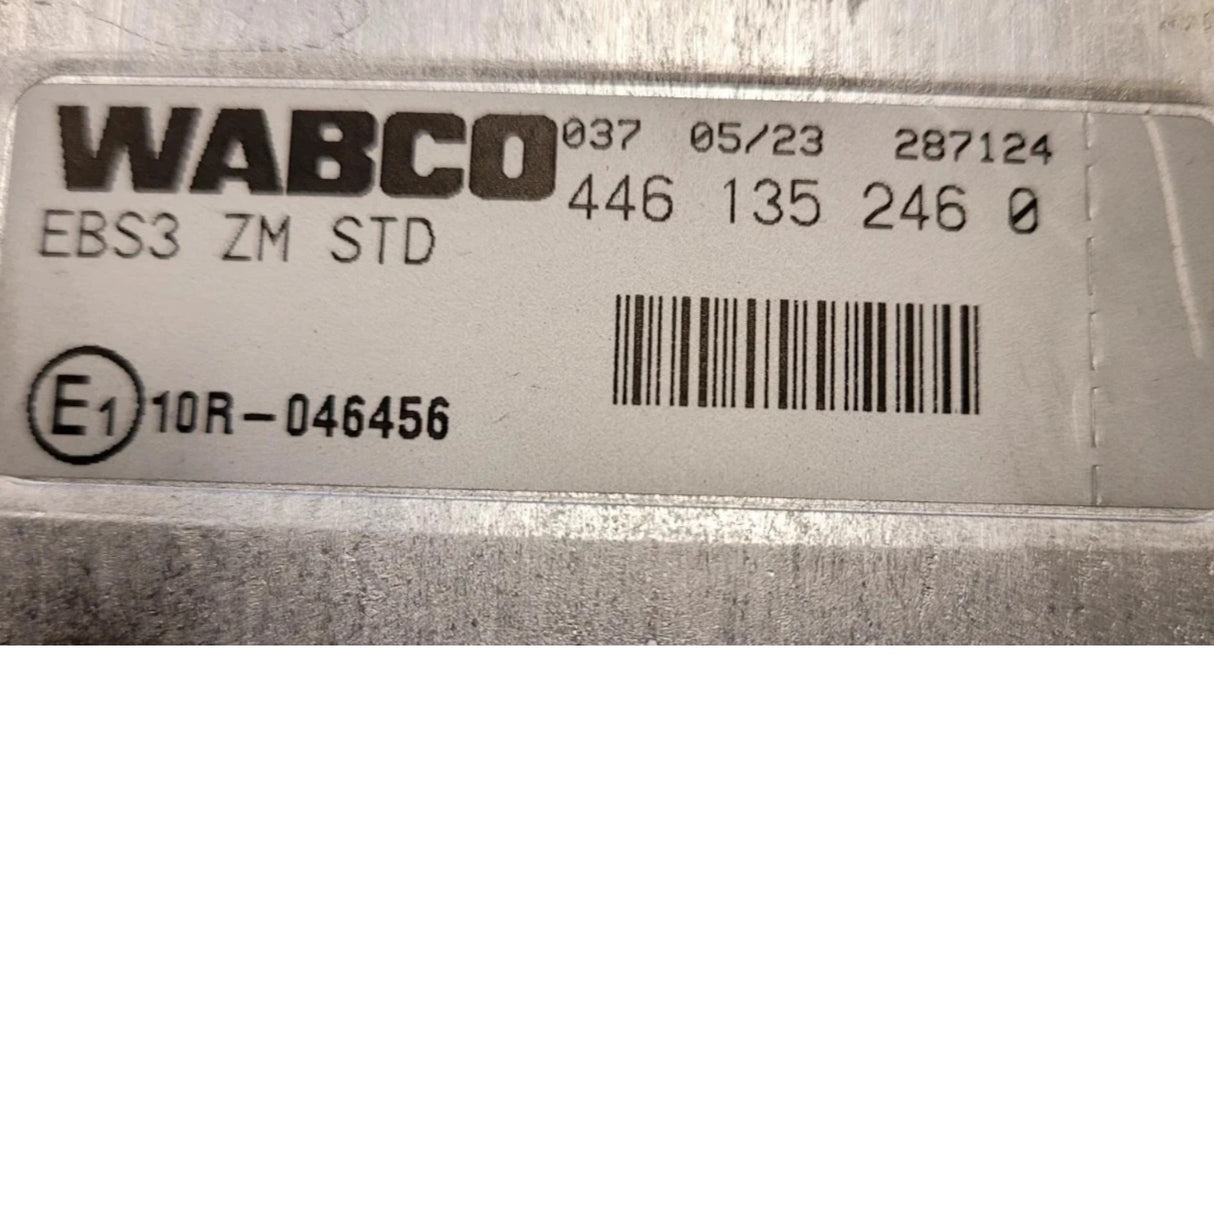 WABCO 037 05/23 287124
446 135 246 0
EBS3 ZM STD
E1 10R-046456